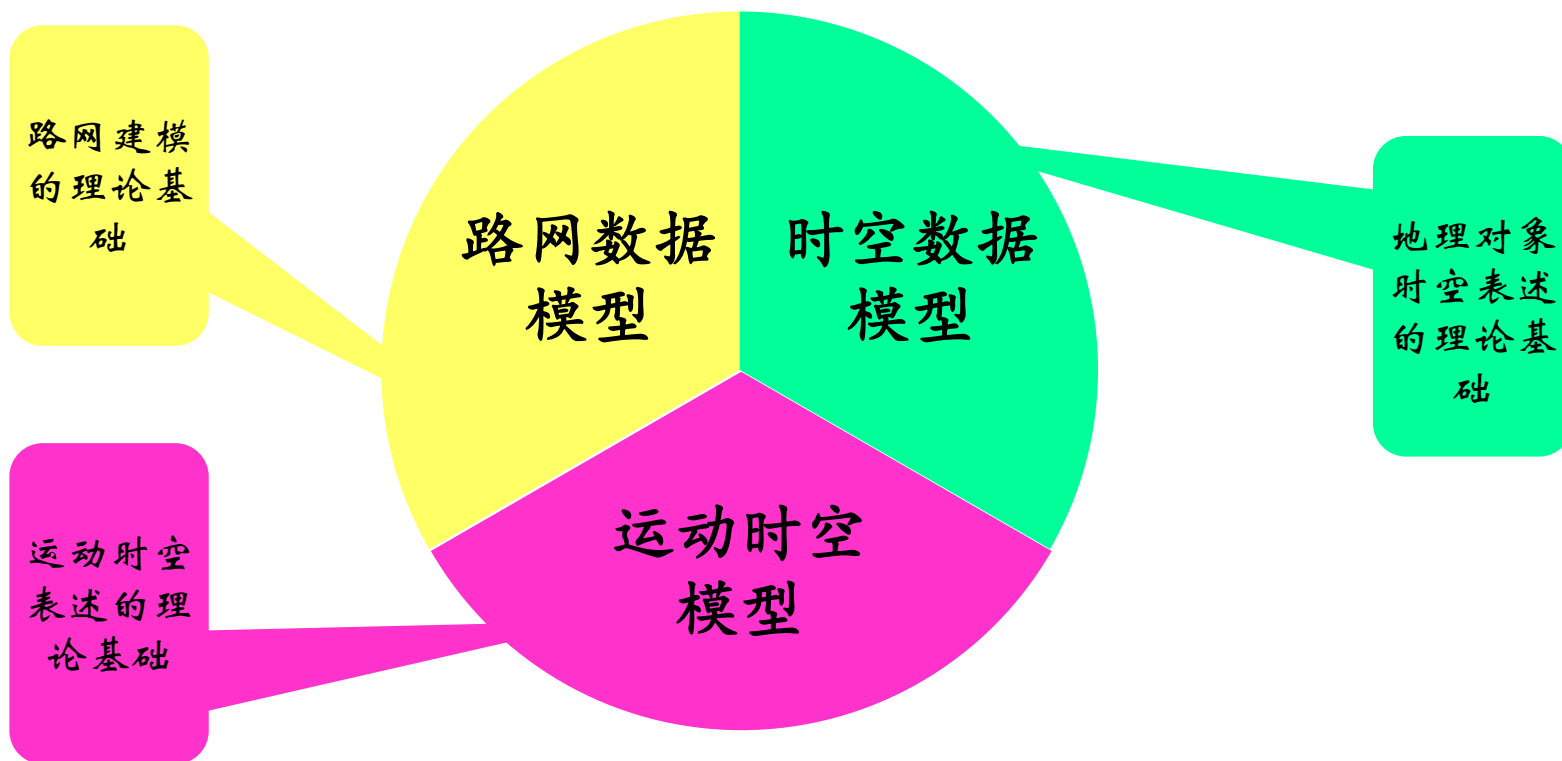 路网建模
的理论基
础
路网数据
模型
时空数据
模型
地理对象
时空表述
的理论基
础
运动时空
模型
运动时空
表述的理
论基础